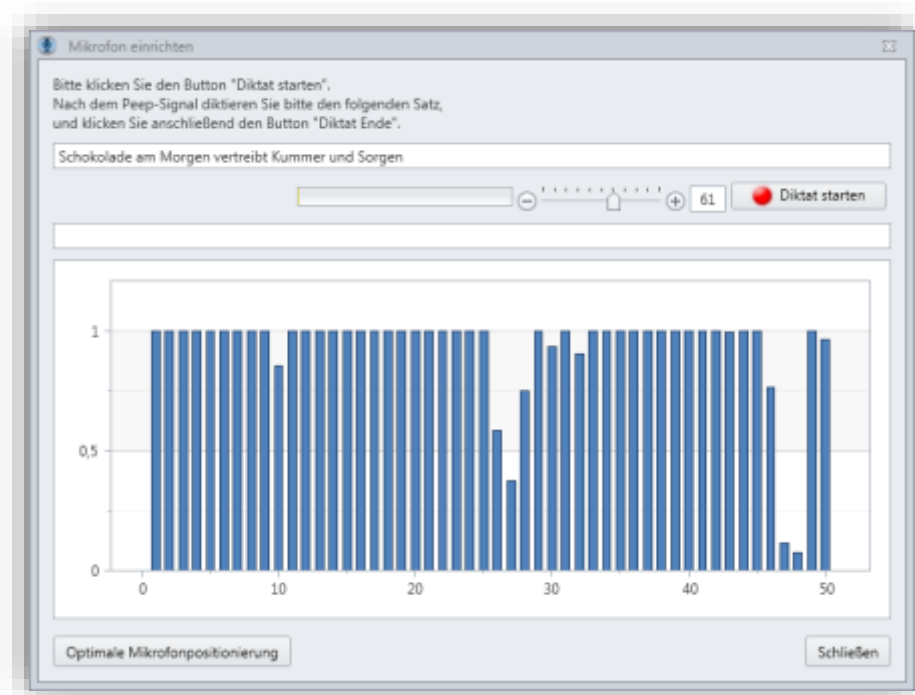 Mikrofon einrichten
Bitte klicken Sie den Button "Diktat starten".
Nach dem Peep-Signal diktieren Sie bitte den folgenden Satz,
und klicken Sie anschließend den Button "Diktat Ende".
Schokolade am Morgen vertreibt Kummer und Sorgen
61 Diktat starten
1
0,5
0
0 10 20 30 40 50
Optimale Mikrofonpositionierung Schließen